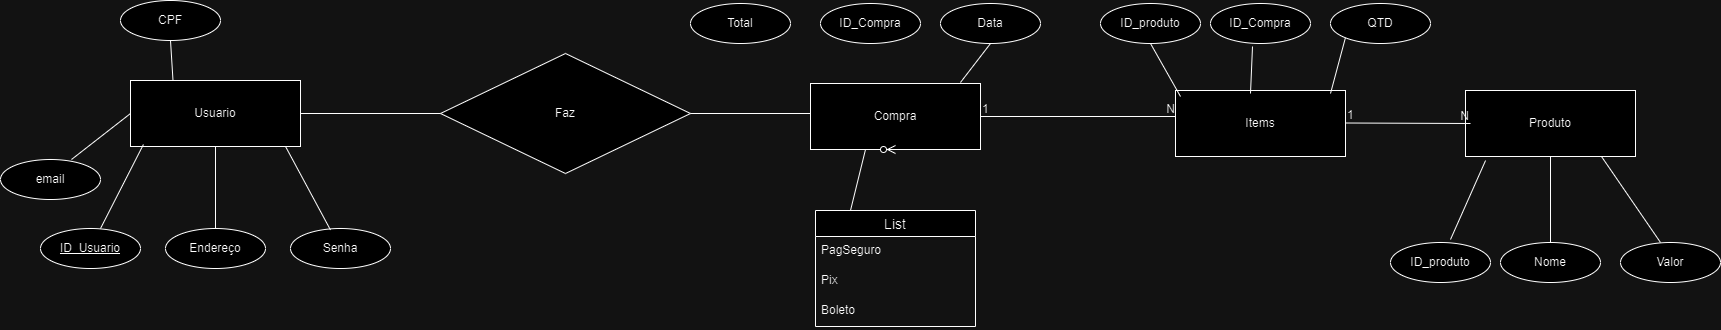 CPF
Total
ID_Compra
Data
ID_produto
ID_Compra
QTD
Usuario
Faz
Compra
1
N
Items
1
N
Produto
email
ID_Usuario
Endereço
Senha
List
PagSeguro
Pix
Boleto
ID_produto
Nome
Valor